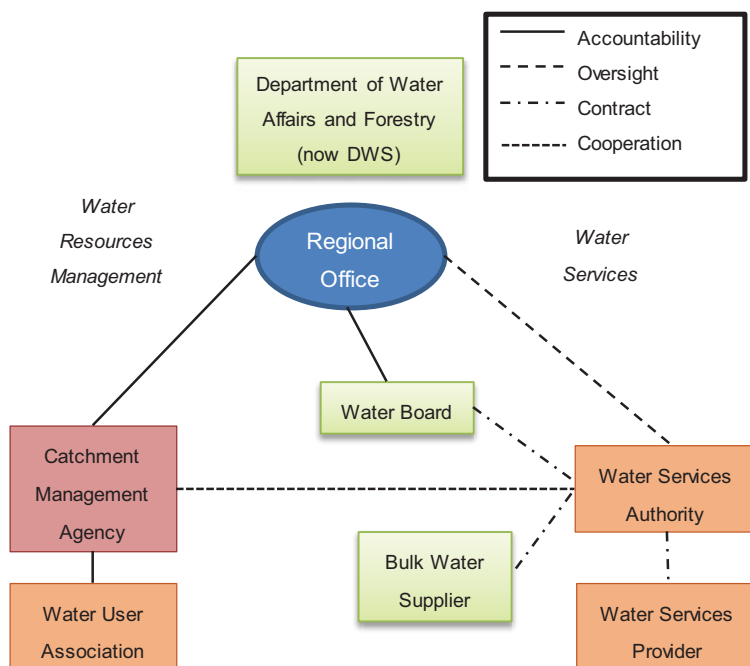 Department of Water
Affairs and Forestry
(now DWS)
Accountability
Oversight
Contract
Cooperation
Water
Resources
Management
Regional
Office
Water
Services
Water Board
Catchment
Management
Agency
Water Services
Authority
Bulk Water
Supplier
Water User
Association
Water Services
Provider